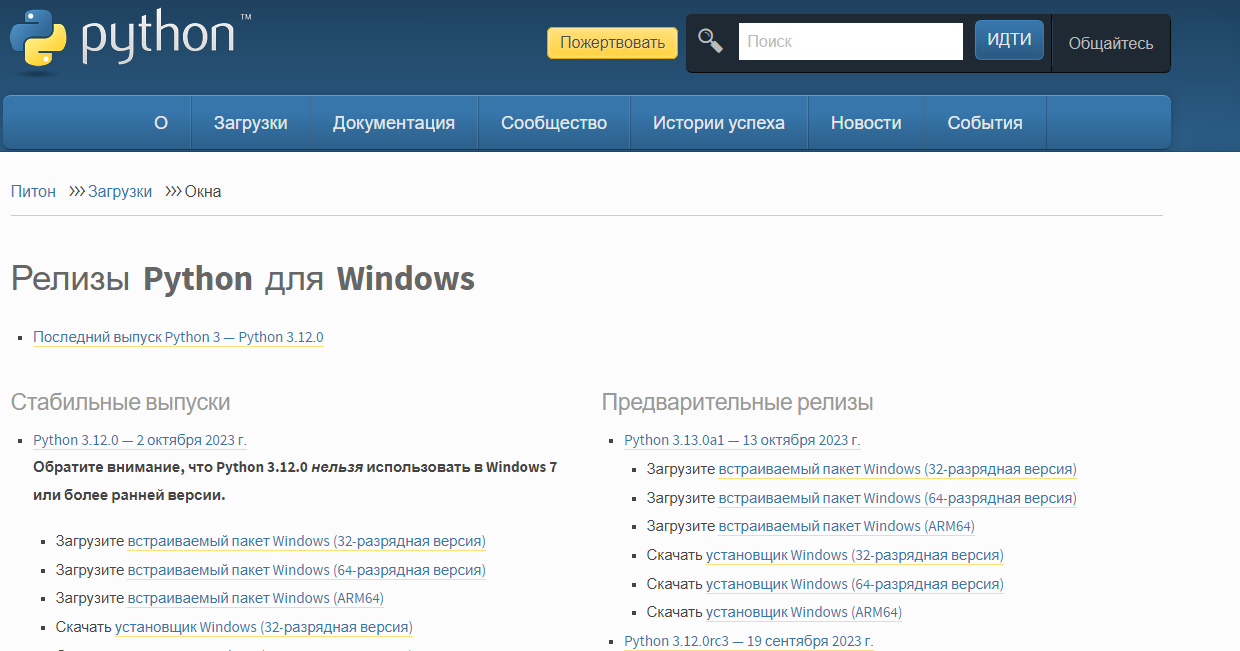 python™
Пожертвовать
Поиск
ИДТИ
Общайтесь
О Загрузки Документация Сообщество Истории успеха Новости События
Питон >>> Загрузки >>> Окна
Релизы Python для Windows
Последний выпуск Python 3 — Python 3.12.0
Стабильные выпуски
Python 3.12.0 — 2 октября 2023 г.
Обратите внимание, что Python 3.12.0 нельзя использовать в Windows 7
или более ранней версии.
Загрузите встраиваемый пакет Windows (32-разрядная версия)
Загрузите встраиваемый пакет Windows (64-разрядная версия)
Загрузите встраиваемый пакет Windows (ARM64)
Скачать установщик Windows (32-разрядная версия)
Предварительные релизы
Python 3.13.0a1 — 13 октября 2023 г.
Загрузите встраиваемый пакет Windows (32-разрядная версия)
Загрузите встраиваемый пакет Windows (64-разрядная версия)
Загрузите встраиваемый пакет Windows (ARM64)
Скачать установщик Windows (32-разрядная версия)
Скачать установщик Windows (64-разрядная версия)
Скачать установщик Windows (ARM64)
Python 3.12.0rc3 — 19 сентября 2023 г.